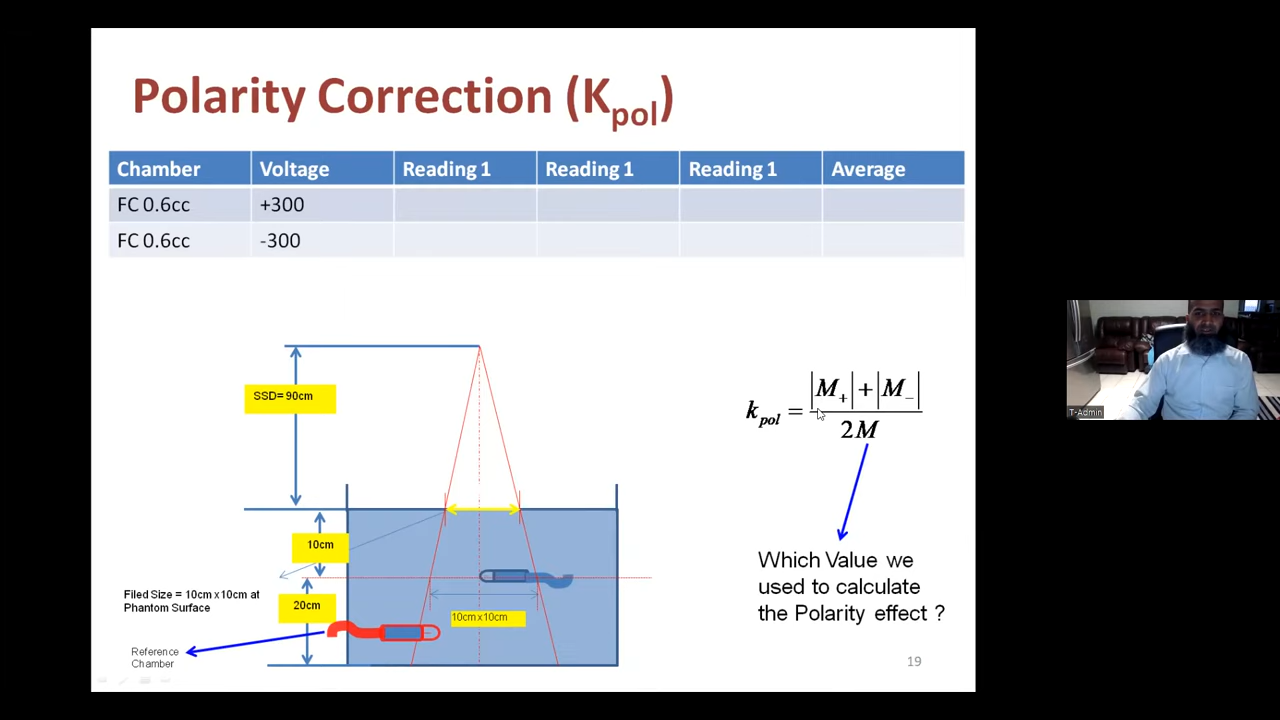 Polarity Correction (Kpol)
Chamber Voltage Reading 1 Reading 1 Reading 1 Average
FC 0.6cc +300
FC 0.6cc -300
SSD= 90cm
kpol = |M+| + |M-| / 2M
T-Admin
10cm
Which Value we
used to calculate
the Polarity effect ?
Filed Size = 10cm x10cm at
Phantom Surface
20cm
10cm x10cm
Reference
Chamber
19